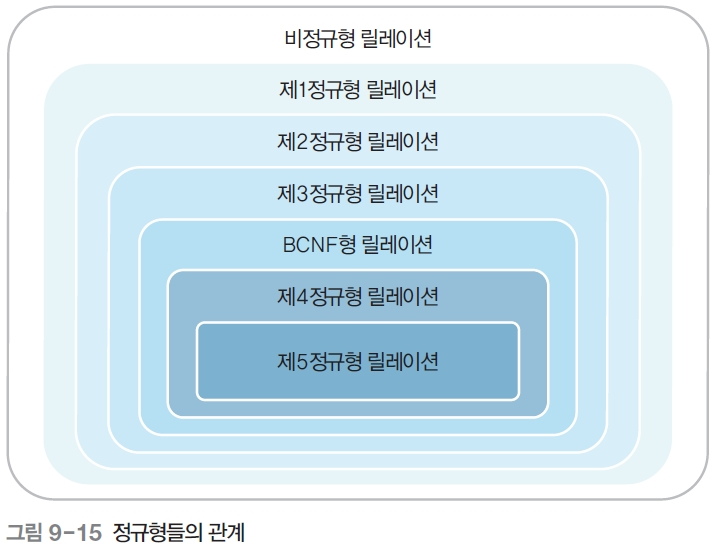 비정규형 릴레이션
제1정규형 릴레이션
제2정규형 릴레이션
제3정규형 릴레이션
BCNF형 릴레이션
제4정규형 릴레이션
제5정규형 릴레이션
그림 9-15 정규형들의 관계